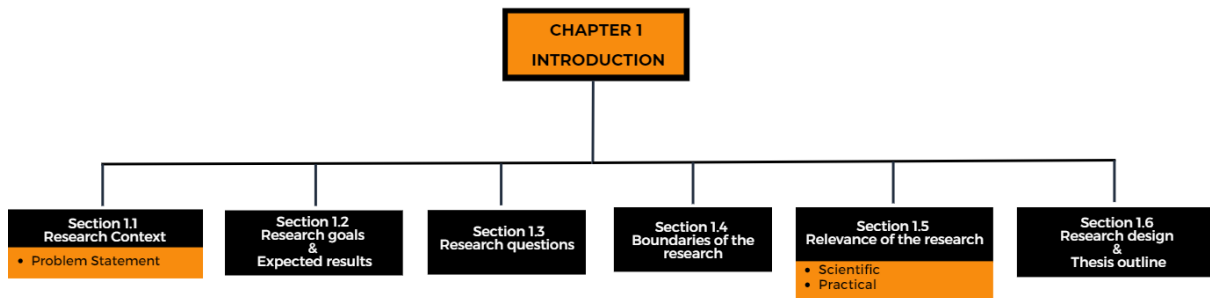 CHAPTER 1
INTRODUCTION
Section 1.1
Research Context
• Problem Statement
Section 1.2
Research goals
&
Expected results
Section 1.3
Research questions
Section 1.4
Boundaries of the
research
Section 1.5
Relevance of the research
• Scientific
• Practical
Section 1.6
Research design
&
Thesis outline